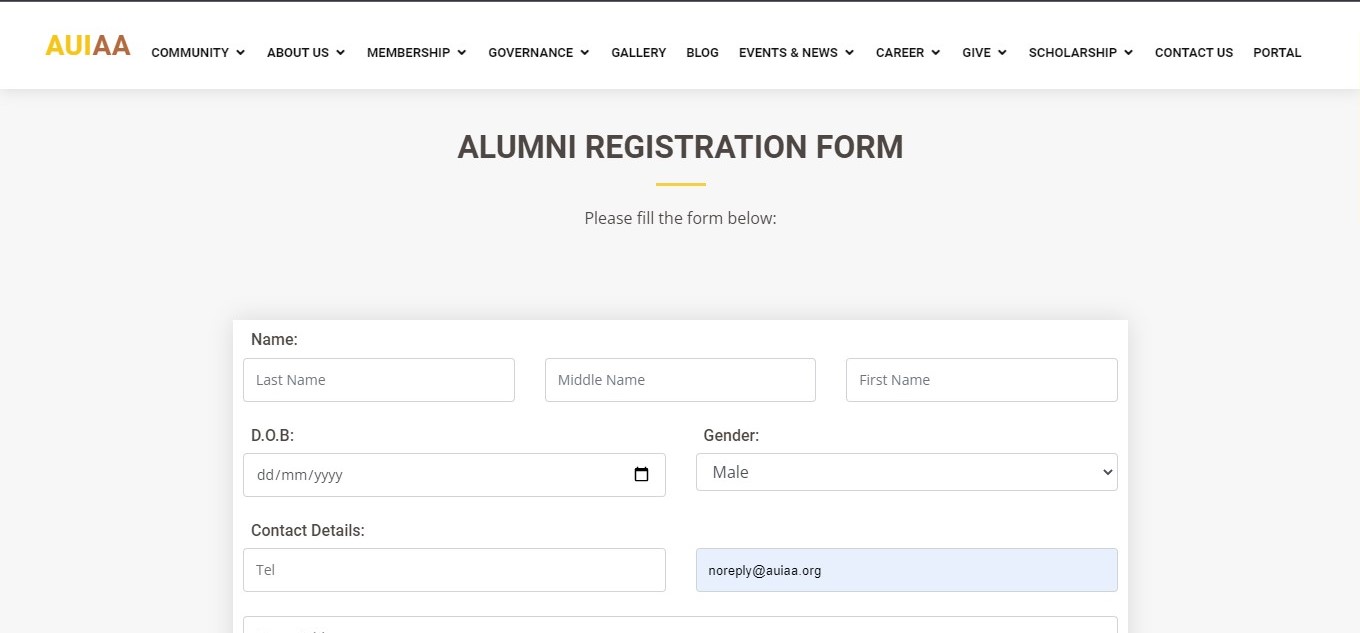 AUIAA COMMUNITY ABOUT US MEMBERSHIP GOVERNANCE GALLERY BLOG EVENTS & NEWS CAREER GIVE SCHOLARSHIP CONTACT US PORTAL
ALUMNI REGISTRATION FORM
Please fill the form below:
Name:
Last Name Middle Name First Name
D.O.B: Gender:
dd/mm/yyyy Male
Contact Details:
Tel noreply@auiaa.org